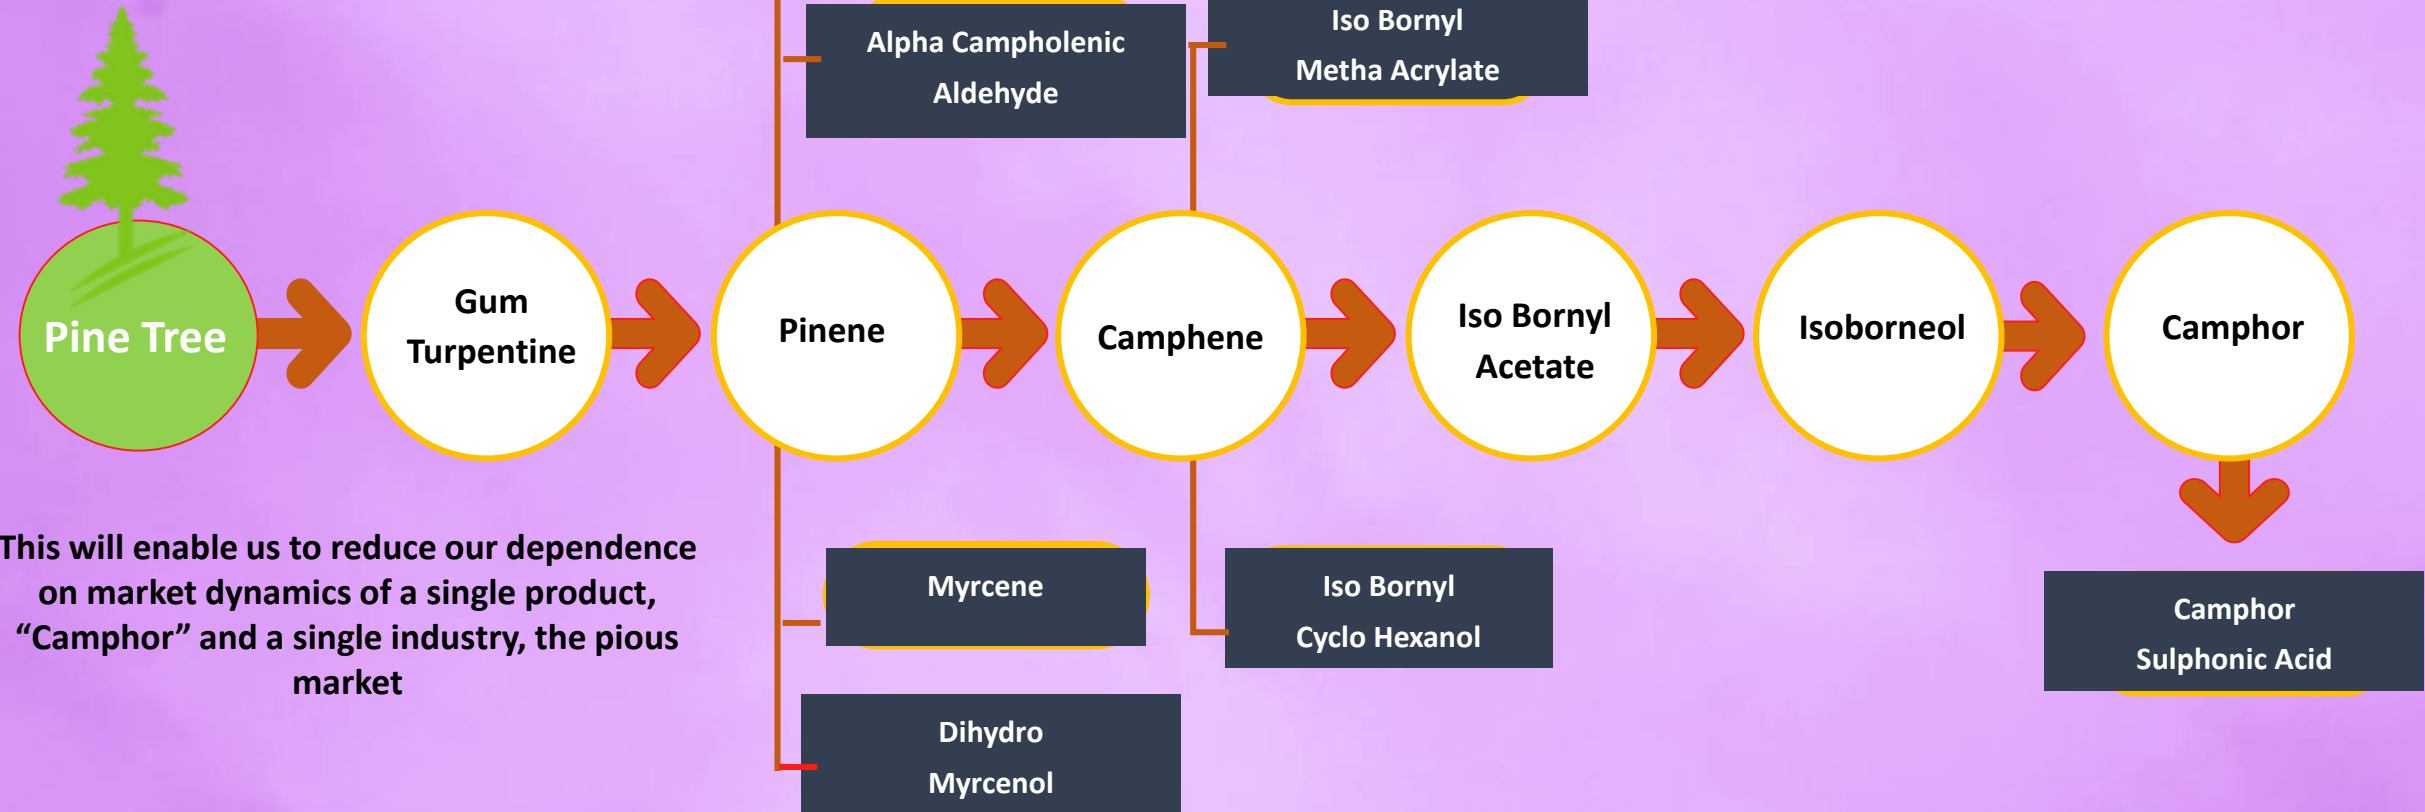 Alpha Campholenic
Aldehyde
Iso Bornyl
Metha Acrylate
Pine Tree
Gum
Turpentine
Pinene
Camphene
Iso Bornyl
Acetate
Isoborneol
Camphor
This will enable us to reduce our dependence
on market dynamics of a single product,
“Camphor” and a single industry, the pious
market
Myrcene
Iso Bornyl
Cyclo Hexanol
Camphor
Sulphonic Acid
Dihydro
Myrcenol